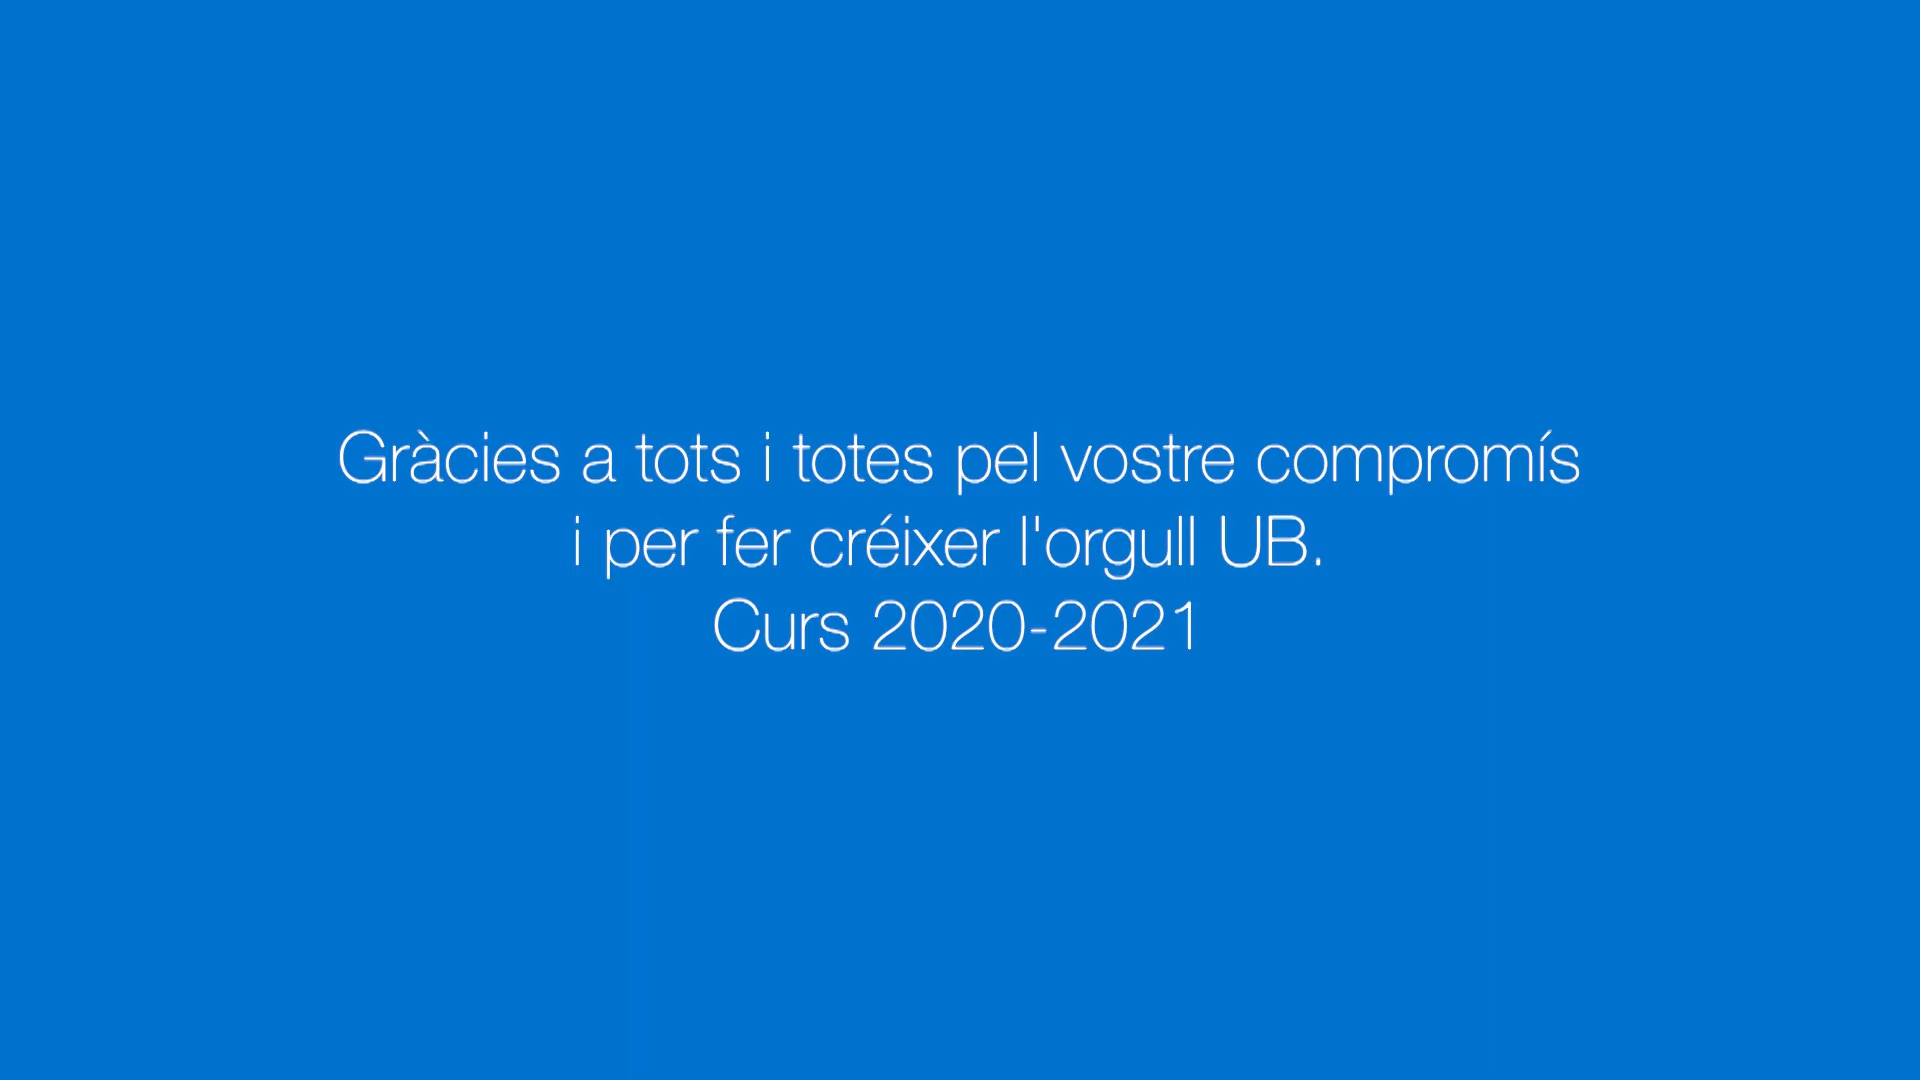 Gràcies a tots i totes pel vostre compromís
i per fer créixer l'orgull UB.
Curs 2020-2021